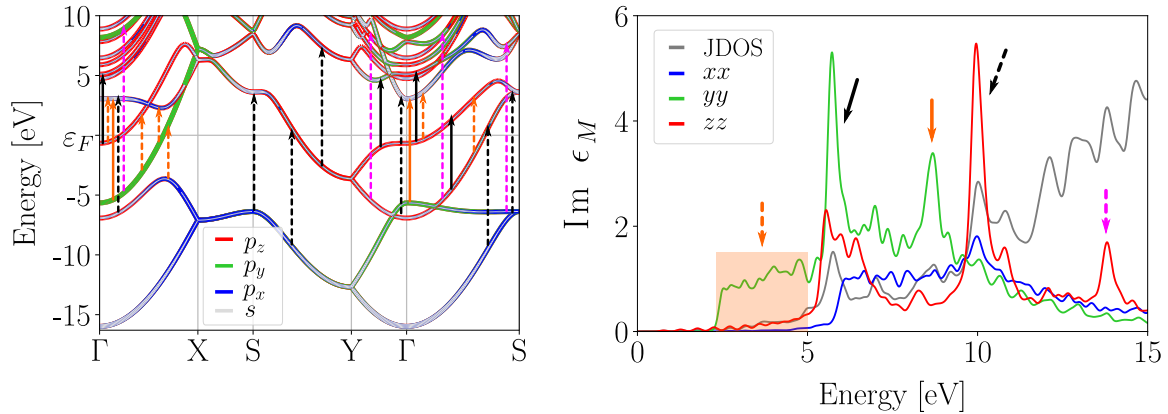 Energy [eV]
10
5
ε_F
-5
-10
-15
p_z
p_y
p_x
s
Γ
X
S
Y
Γ
S
Im ϵ_M
6
4
2
0
JDOS
xx
yy
zz
0
5
10
15
Energy [eV]